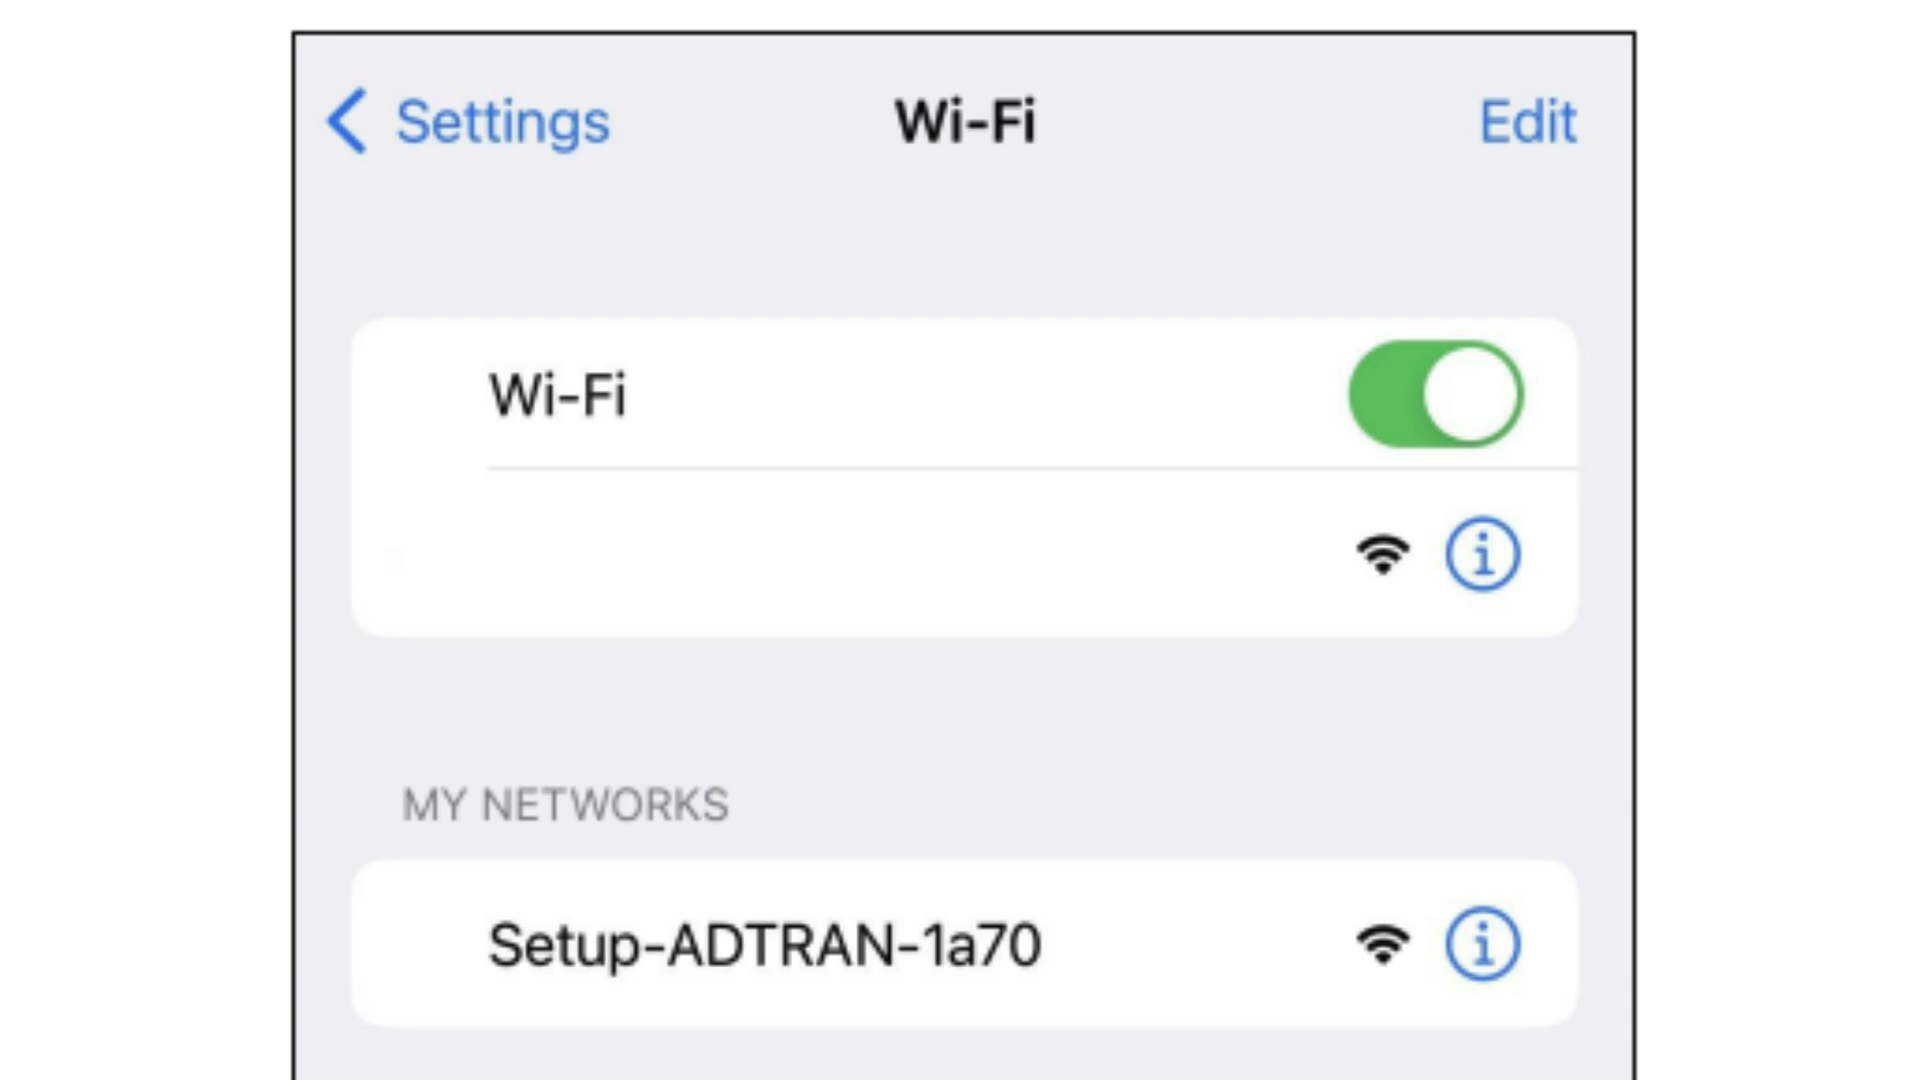 Settings Wi-Fi Edit
Wi-Fi
MY NETWORKS
Setup-ADTRAN-1a70